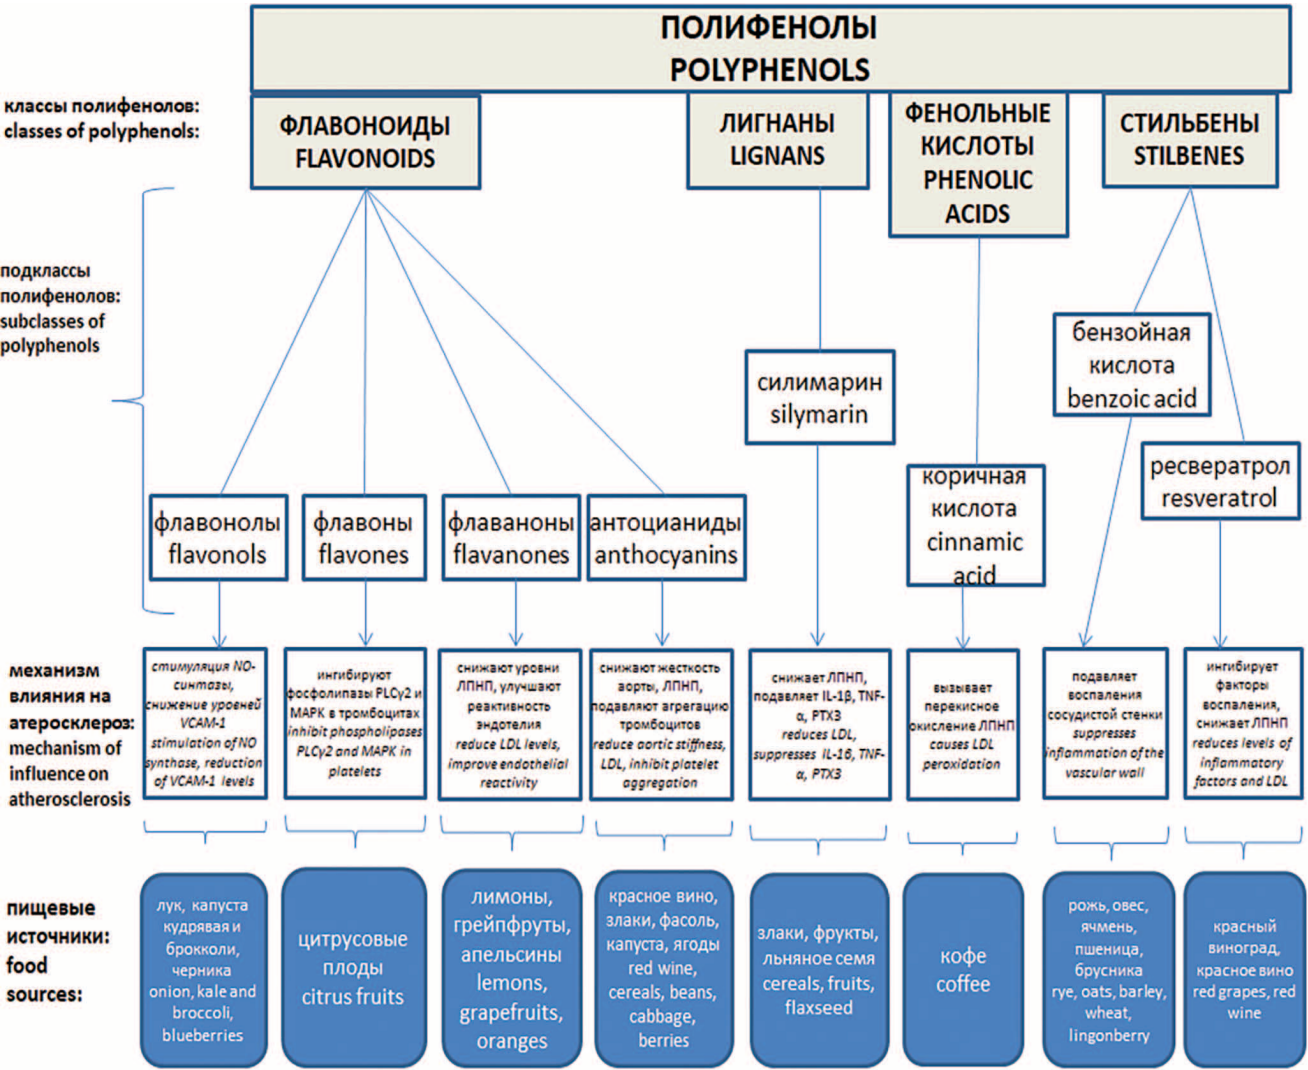 ПОЛИФЕНОЛЫ
POLYPHENOLS
классы полифенолов:
classes of polyphenols:
ФЛАВОНОИДЫ
FLAVONOIDS
ЛИГНАНЫ
LIGNANS
ФЕНОЛЬНЫЕ
КИСЛОТЫ
PHENOLIC
ACIDS
СТИЛЬБЕНЫ
STILBENES
подклассы
полифенолов:
subclasses of
polyphenols
флавонолы
flavonols
флавоны
flavones
флаваноны
flavanones
антоцианиды
anthocyanins
силимарин
silymarin
коричная
кислота
cinnamic
acid
бензойная
кислота
benzoic acid
ресвератрол
resveratrol
механизм
влияния на
атеросклероз:
mechanism of
influence on
atherosclerosis
стимуляция NO-
синтазы,
снижение уровней
VCAM-1
stimulation of NO
synthase, reduction
of VCAM-1 levels
ингибируют
фосфолипазы PLCγ2 и
МАРК в тромбоцитах
inhibit phospholipases
PLCγ2 and MAPK in
platelets
снижают уровни
ЛПНП, улучшают
реактивность
эндотелия
reduce LDL levels,
improve endothelial
reactivity
снижают жесткость
аорты, ЛПНП,
подавляют агрегацию
тромбоцитов
reduce aortic stiffness,
LDL, inhibit platelet
aggregation
снижает ЛПНП,
подавляет IL-1β, TNF-
α, PTX3
reduces LDL,
suppresses IL-1б, TNF-
α, PTX3
вызывает
перекисное
окисление ЛПНП
causes LDL
peroxidation
подавляет
воспаления
сосудистой стенки
suppresses
inflammation of the
vascular wall
ингибирует
факторы
воспаления,
снижает ЛПНП
reduces levels of
inflammatory
factors and LDL
пищевые
источники:
food
sources:
лук, капуста
кудрявая и
брокколи,
черника
onion, kale and
broccoli,
blueberries
цитрусовые
плоды
citrus fruits
лимоны,
грейпфруты,
апельсины
lemons,
grapefruits,
oranges
красное вино,
злаки, фасоль,
капуста, ягоды
red wine,
cereals, beans,
cabbage,
berries
злаки, фрукты,
льняное семя
cereals, fruits,
flaxseed
кофе
coffee
рожь, овес,
ячмень,
пшеница,
брусника
rye, oats, barley,
wheat,
lingonberry
красный
виноград,
красное вино
red grapes, red
wine